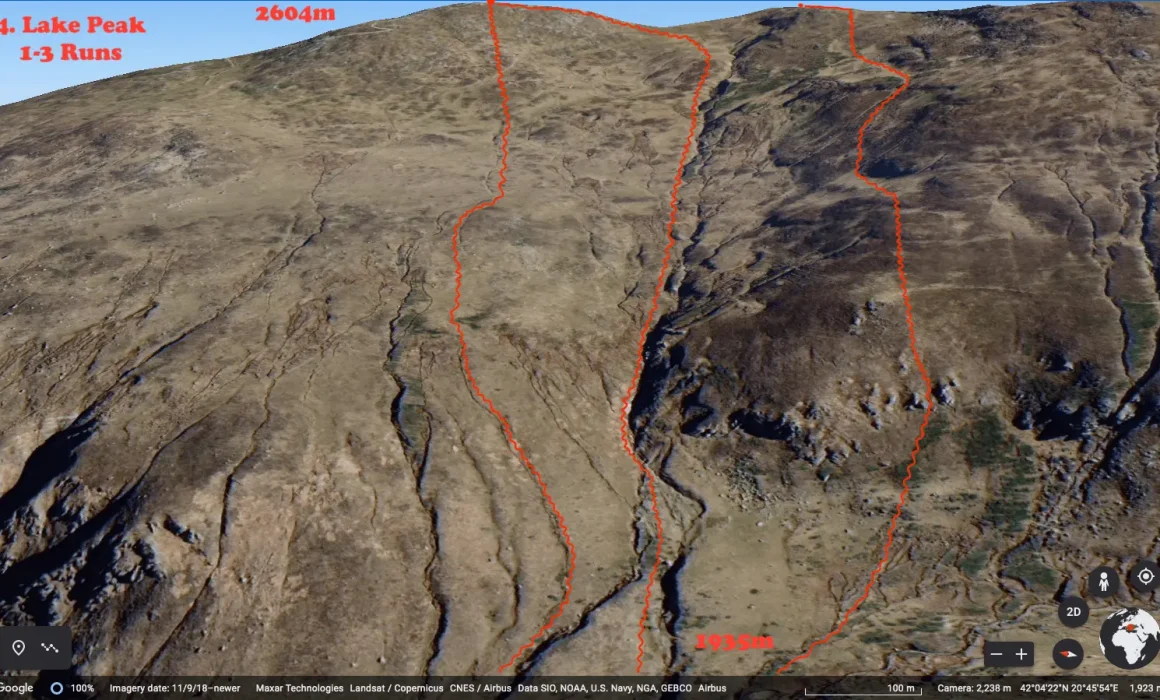 4. Lake Peak
1-3 Runs
2604m
1935m
2D
Google
100%
Imagery date: 11/9/18–newer
Maxar Technologies Landsat / Copernicus CNES / Airbus Data SIO, NOAA, U.S. Navy, NGA, GEBCO Airbus
100 m
Camera: 2,238 m 42°04'22"N 20°45'54"E 1,923 m